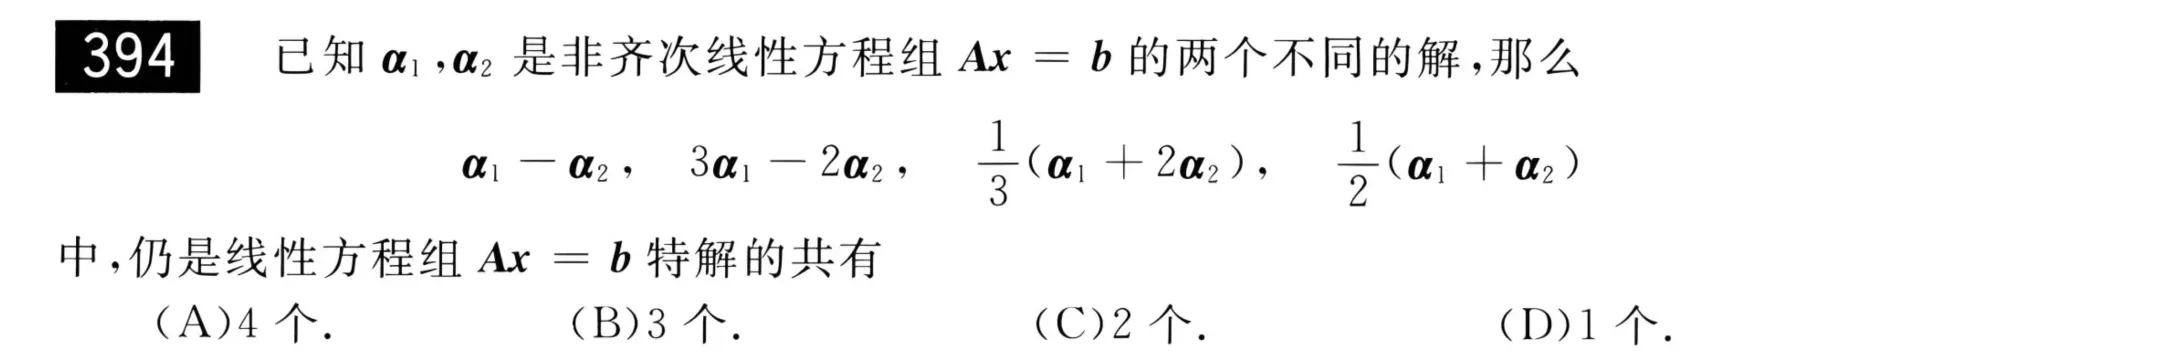 394 已知 α₁,α₂ 是非齐次线性方程组 Ax = b 的两个不同的解,那么
α₁ − α₂, 3α₁ − 2α₂, 1/3(α₁ + 2α₂), 1/2(α₁ + α₂)
中,仍是线性方程组 Ax = b 特解的共有
(A)4 个. (B)3 个. (C)2 个. (D)1 个.